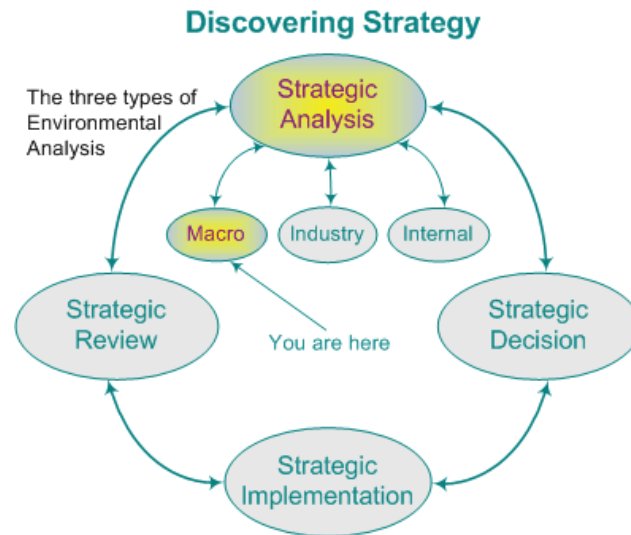 Discovering Strategy
The three types of
Environmental
Analysis
Strategic
Analysis
Macro
Industry
Internal
Strategic
Review
You are here
Strategic
Decision
Strategic
Implementation